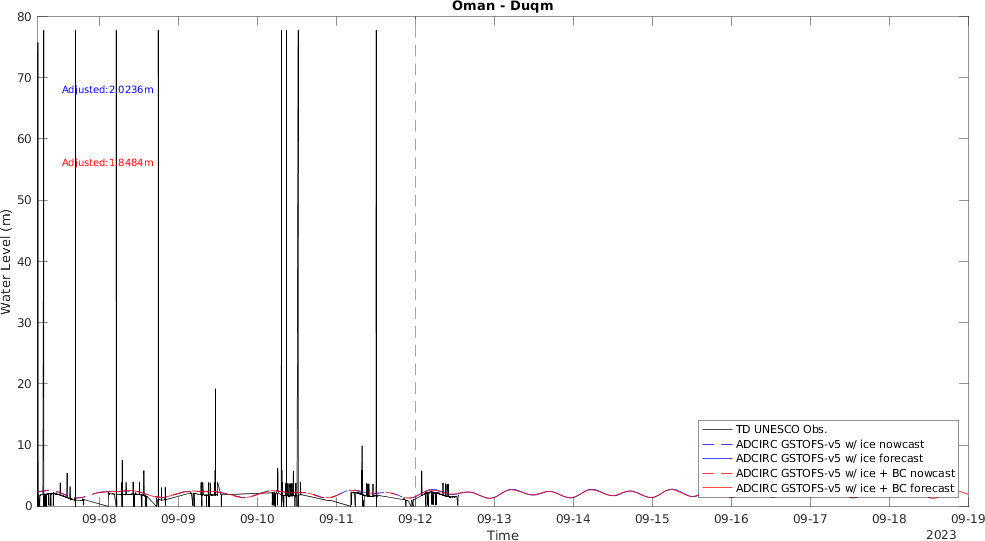 Oman - Duqm
80
70
60
50
40
30
20
10
0
Water Level (m)
Adjusted:2.0236m
Adjusted:1.8484m
TD UNESCO Obs.
ADCIRC GSTOFS-v5 w/ ice nowcast
ADCIRC GSTOFS-v5 w/ ice forecast
ADCIRC GSTOFS-v5 w/ ice + BC nowcast
ADCIRC GSTOFS-v5 w/ ice + BC forecast
09-08 09-09 09-10 09-11 09-12 09-13 09-14 09-15 09-16 09-17 09-18 09-19
Time
2023